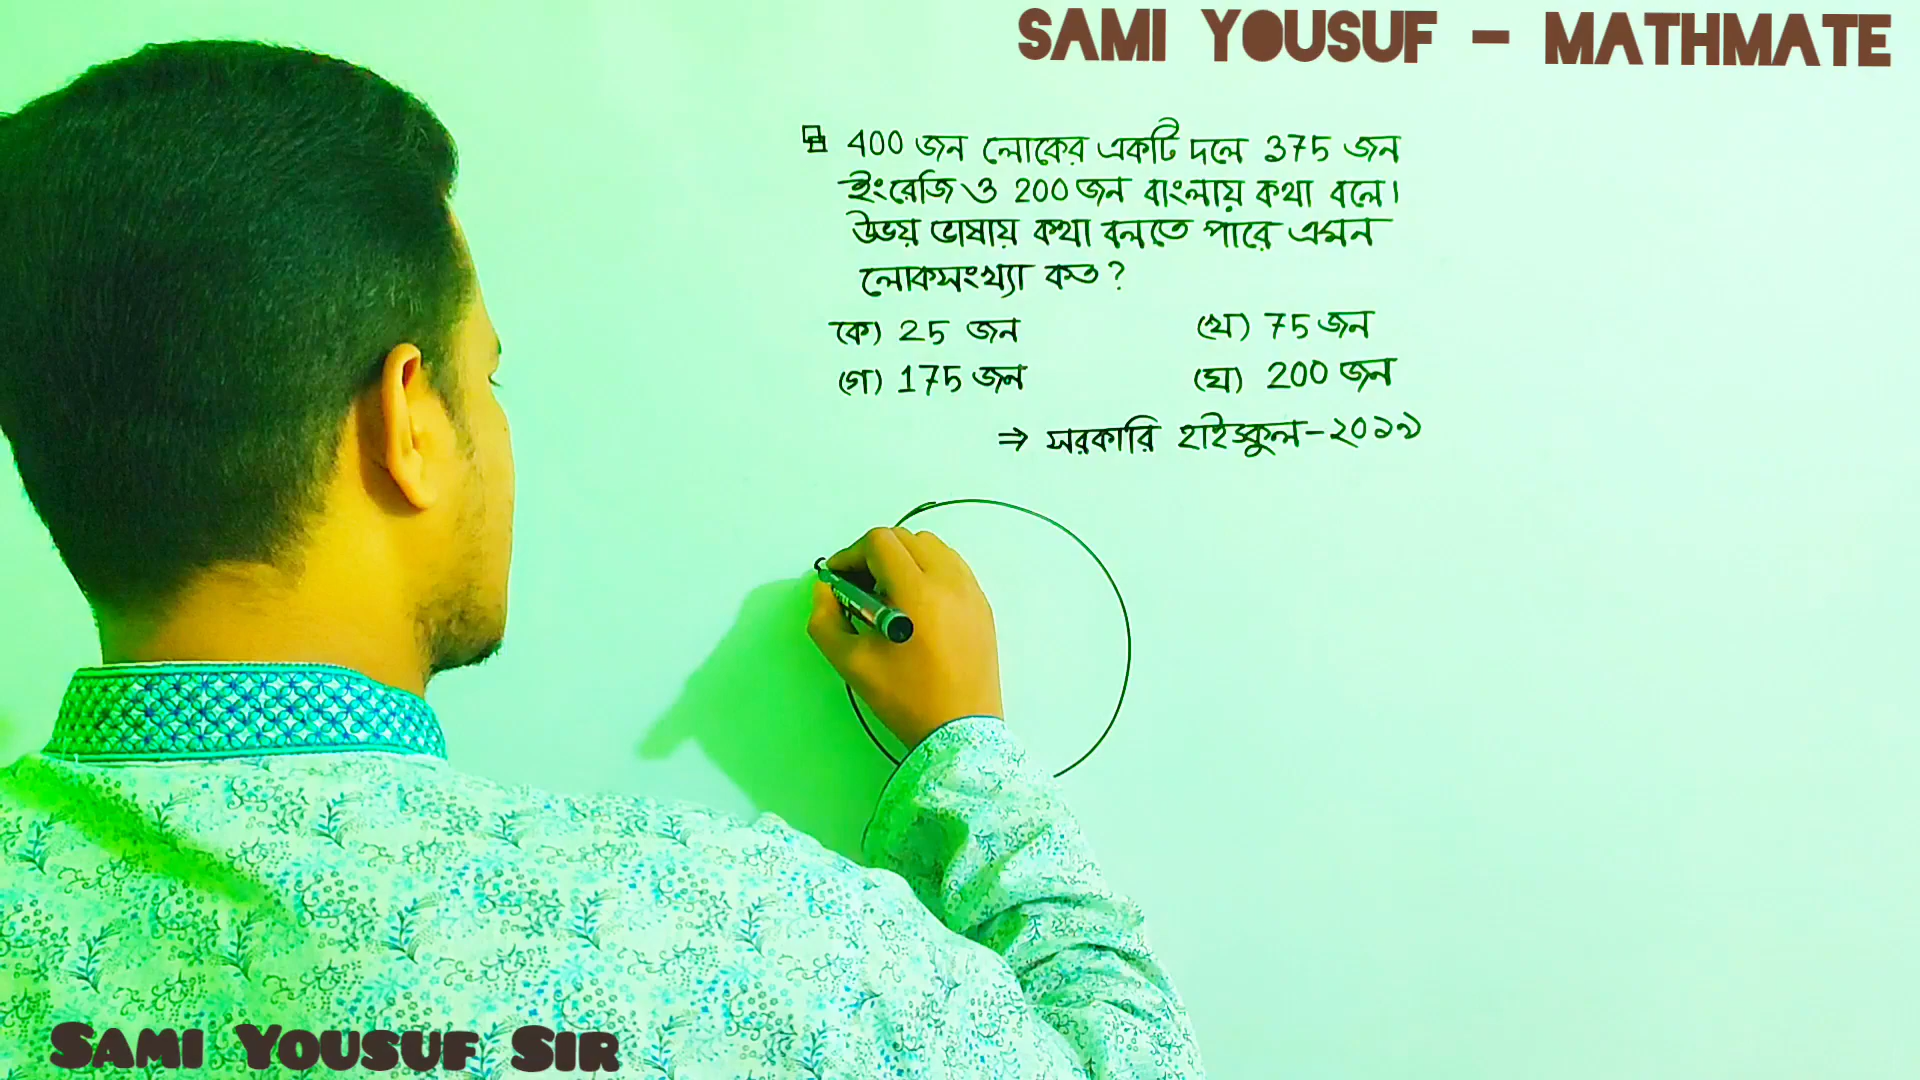 SAMI YOUSUF - MATHMATE
400 জন লোকের একটি দলে 375 জন
ইংরেজি ও 200 জন বাংলায় কথা বলে।
উভয় ভাষায় কথা বলতে পারে এমন
লোকসংখ্যা কত?
(ক) 25 জন (খ) 75 জন
(গ) 175 জন (ঘ) 200 জন
⇒ সরকারি হাইস্কুল-২০১৯
SAMI YOUSUF SIR